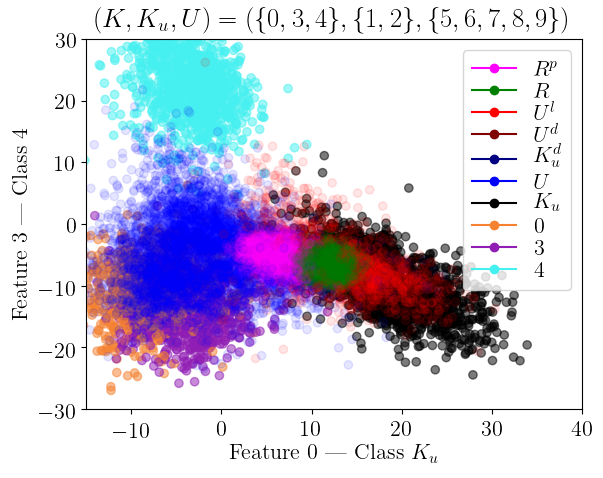 (K, K_u, U) = ({0, 3, 4}, {1, 2}, {5, 6, 7, 8, 9})
30
20
10
0
−10
−20
−30
Feature 3 — Class 4
R^p
R
U^l
U^d
K_u^d
U
K_u
0
3
4
−10 0 10 20 30 40
Feature 0 — Class K_u